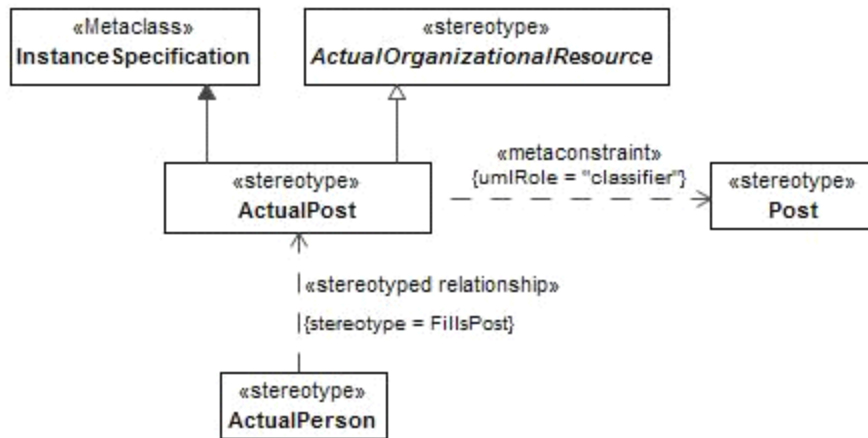 «Metaclass»
InstanceSpecification
«stereotype»
ActualOrganizationalResource
«stereotype»
ActualPost
«metaconstraint»
{umlRole = "classifier"}
«stereotype»
Post
«stereotyped relationship»
{stereotype = FillsPost}
«stereotype»
ActualPerson